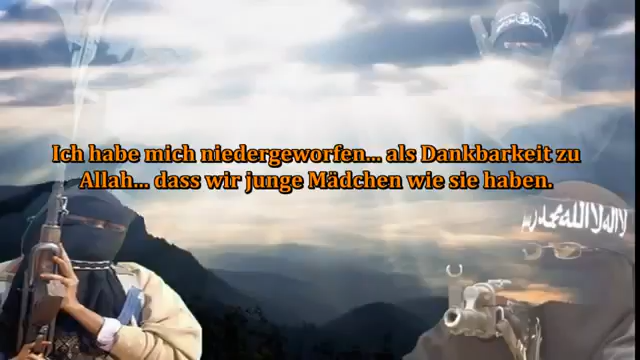 Ich habe mich niedergeworfen... als Dankbarkeit zu
Allah... dass wir junge Mädchen wie sie haben.